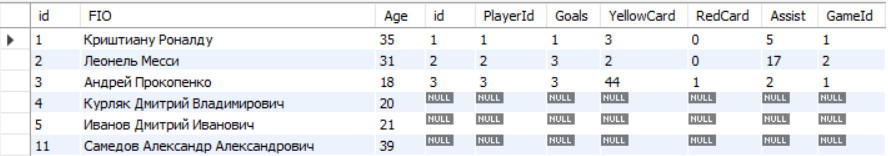 id FIO Age id PlayerId Goals YellowCard RedCard Assist GameId
1 Криштиану Роналду 35 1 1 1 3 0 5 1
2 Леонель Месси 31 2 2 3 2 0 17 2
3 Андрей Прокопенко 18 3 3 3 44 1 2 1
4 Курляк Дмитрий Владимирович 20 NULL NULL NULL NULL NULL NULL NULL
5 Иванов Дмитрий Иванович 21 NULL NULL NULL NULL NULL NULL NULL
11 Самедов Александр Александрович 39 NULL NULL NULL NULL NULL NULL NULL